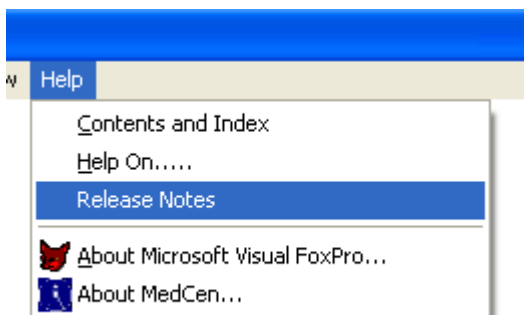 w Help
Contents and Index
Help On.....
Release Notes
About Microsoft Visual FoxPro...
About MedCen...